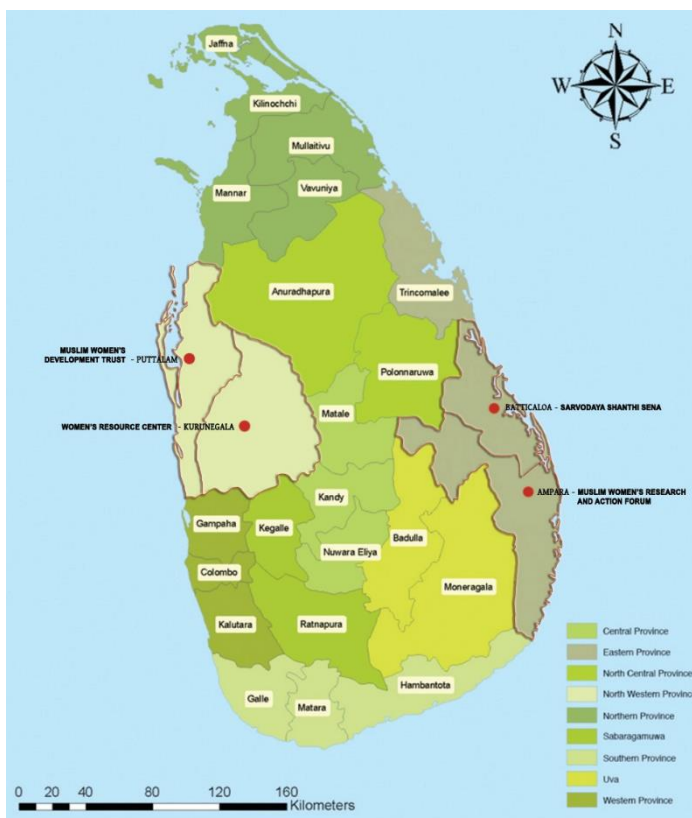 N
W E
S
Jaffna
Kilinochchi
Mullaitivu
Vavuniya
Mannar
Anuradhapura
Trincomalee
MUSLIM WOMEN'S
DEVELOPMENT TRUST - PUTTALAM
Polonnaruwa
BATTICALOA - SARVODAYA SHANTHI SENA
Matale
WOMEN'S RESOURCE CENTER - KURUNEGALA
AMPARA - MUSLIM WOMEN'S RESEARCH
AND ACTION FORUM
Kandy
Gampaha
Kegalle
Badulla
Nuwara Eliya
Colombo
Moneragala
Kalutara
Ratnapura
Hambantota
Galle
Matara
Central Province
Eastern Province
North Central Province
North Western Province
Northern Province
Sabaragamuwa
Southern Province
Uva
Western Province
0 20 40 80 120 160
Kilometers